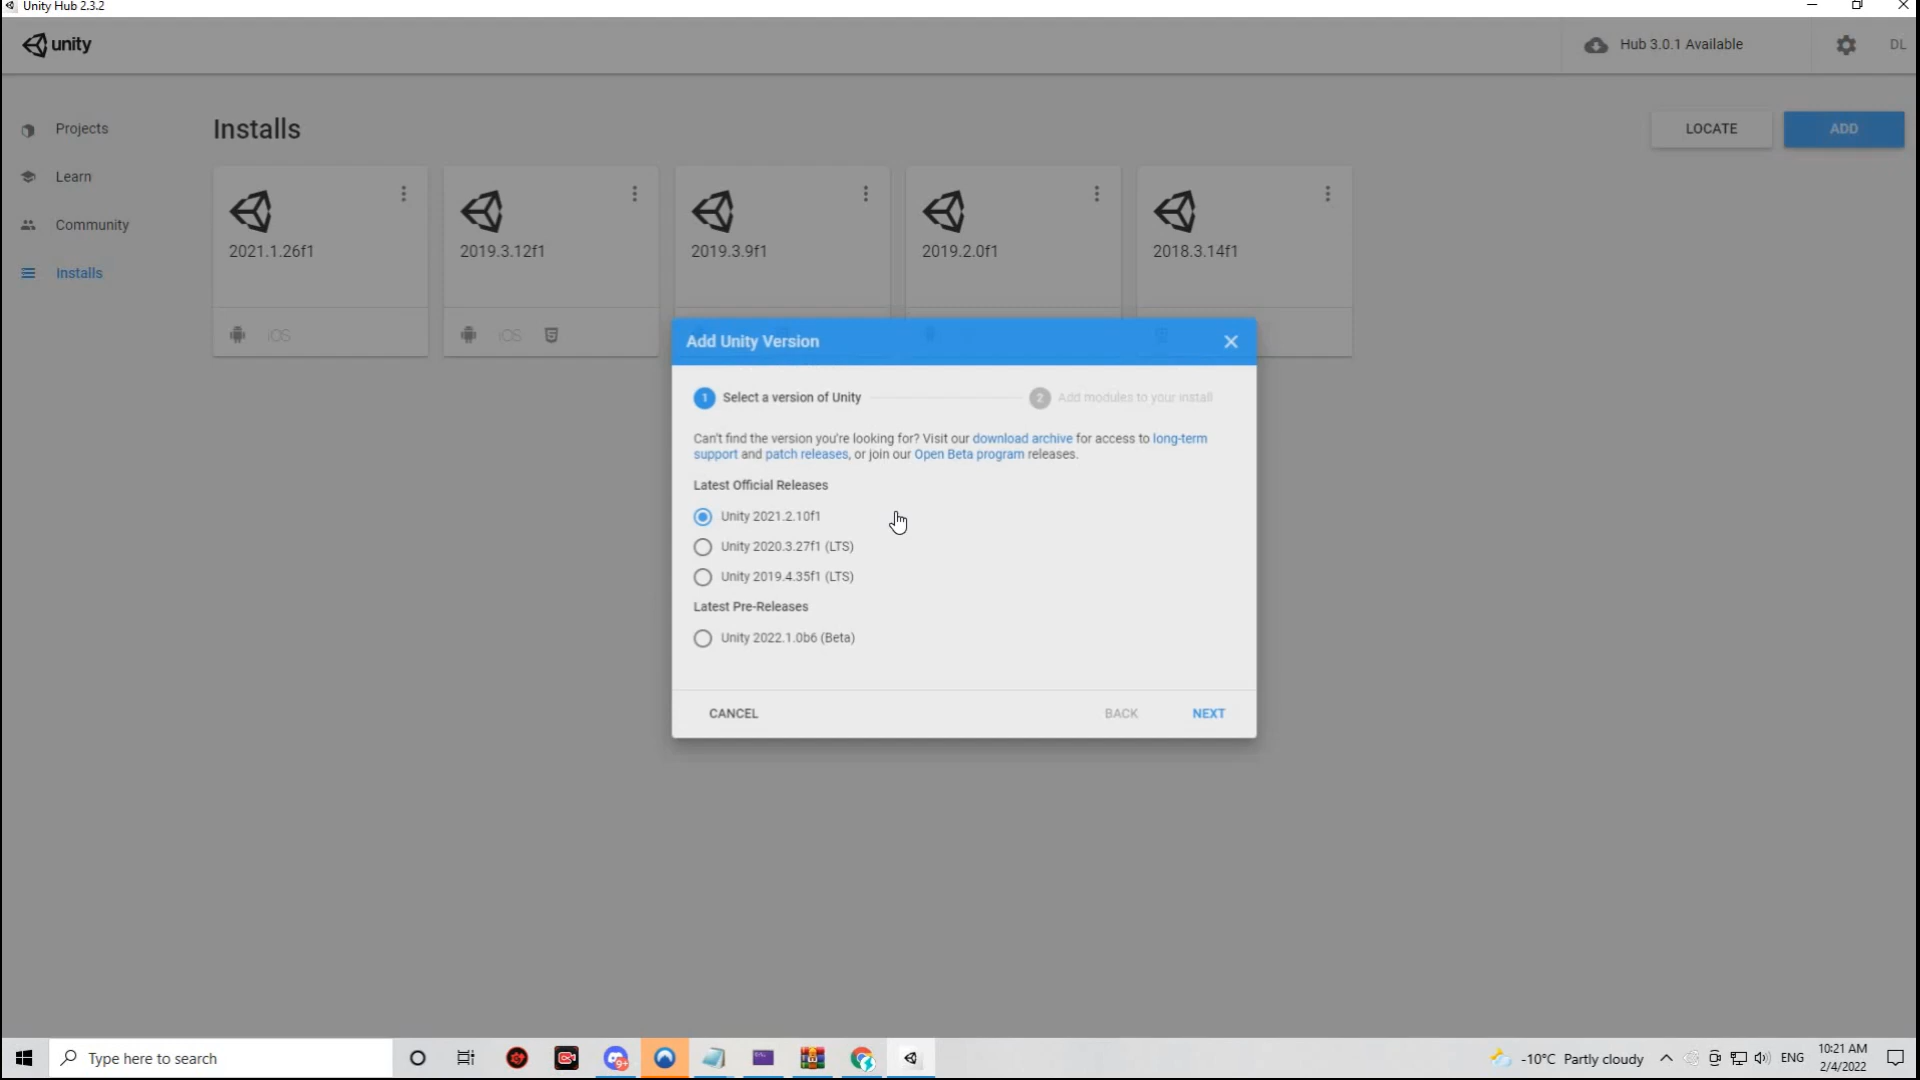 Unity Hub 2.3.2
unity
Hub 3.0.1 Available
DL
Projects
Learn
Community
Installs
Installs
LOCATE
ADD
2021.1.26f1
2019.3.12f1
2019.3.9f1
2019.2.0f1
2018.3.14f1
iOS
iOS
Add Unity Version
1
Select a version of Unity
2
Add modules to your install
Can't find the version you're looking for? Visit our download archive for access to long-term
support and patch releases, or join our Open Beta program releases.
Latest Official Releases
Unity 2021.2.10f1
Unity 2020.3.27f1 (LTS)
Unity 2019.4.35f1 (LTS)
Latest Pre-Releases
Unity 2022.1.0b6 (Beta)
CANCEL
BACK
NEXT
Type here to search
9+
-10°C Partly cloudy
ENG
10:21 AM
2/4/2022